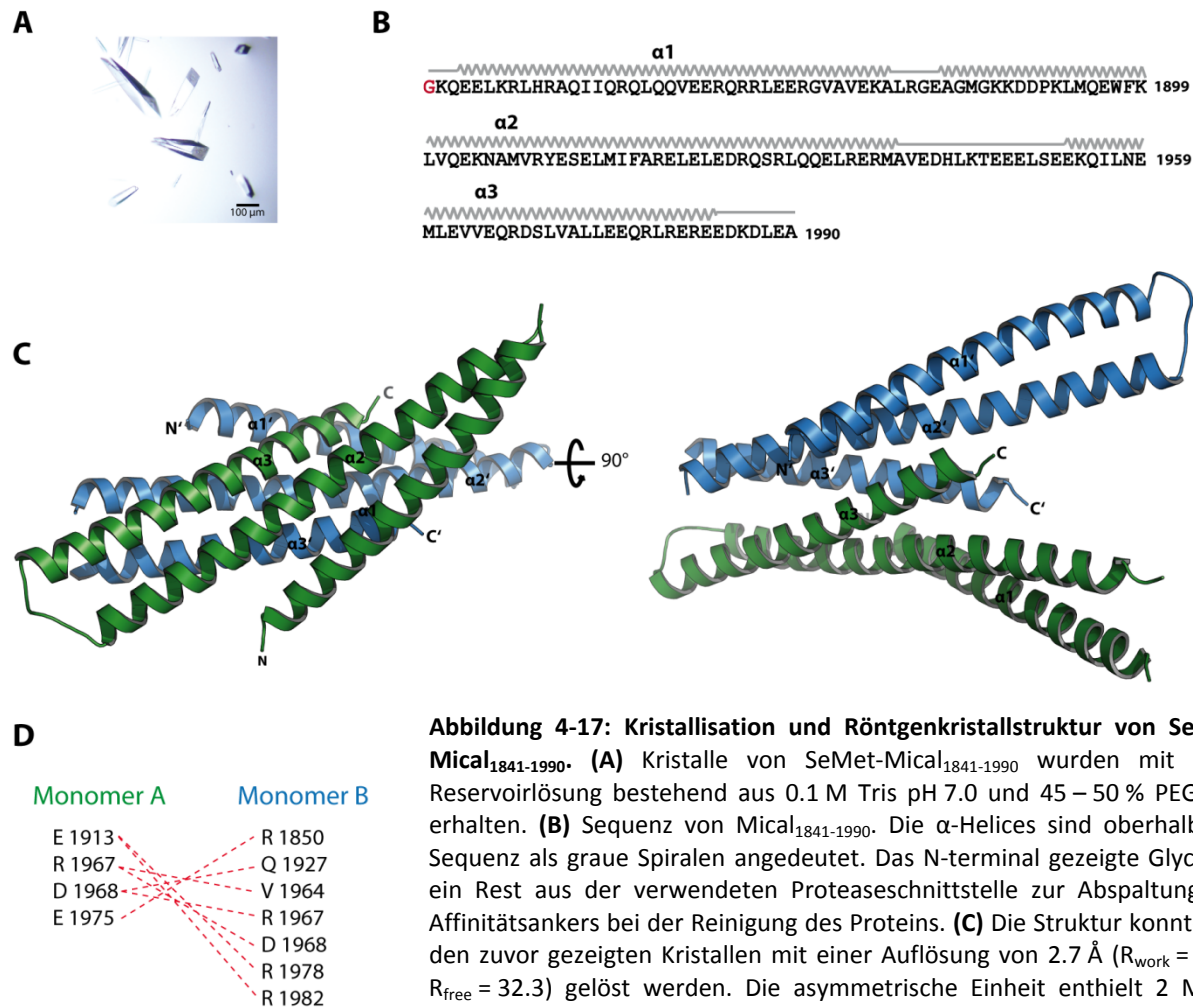 A
B
α1
GKQEELKRLHRAQIIQRQLQQVEERQRRLEERGVAVEKALRGEAGMGKKDDPKLMQEWFK 1899
α2
LVQEKNAMVRYESELMIFARELELEDRQSRLQQELRERMAVEDHLKTEEELSEEKQILNE 1959
α3
MLEVVEQRDSLVALLEEQRLREREEDKDLEA 1990
100 µm
C
N' α1' α3 α2 C α2' α1 α3' C' N
90°
α1' α2' N' α3' C α3 C' α2 α1
D
Monomer A Monomer B
E 1913 R 1850
R 1967 Q 1927
D 1968 V 1964
E 1975 R 1967
D 1968
R 1978
R 1982
Abbildung 4-17: Kristallisation und Röntgenkristallstruktur von Se
Mical1841-1990. (A) Kristalle von SeMet-Mical1841-1990 wurden mit
Reservoirlösung bestehend aus 0.1 M Tris pH 7.0 und 45 – 50 % PEG
erhalten. (B) Sequenz von Mical1841-1990. Die α-Helices sind oberhalb
Sequenz als graue Spiralen angedeutet. Das N-terminal gezeigte Glyc
ein Rest aus der verwendeten Proteaseschnittstelle zur Abspaltung
Affinitätsankers bei der Reinigung des Proteins. (C) Die Struktur konnt
den zuvor gezeigten Kristallen mit einer Auflösung von 2.7 Å (Rwork =
Rfree = 32.3) gelöst werden. Die asymmetrische Einheit enthielt 2 M